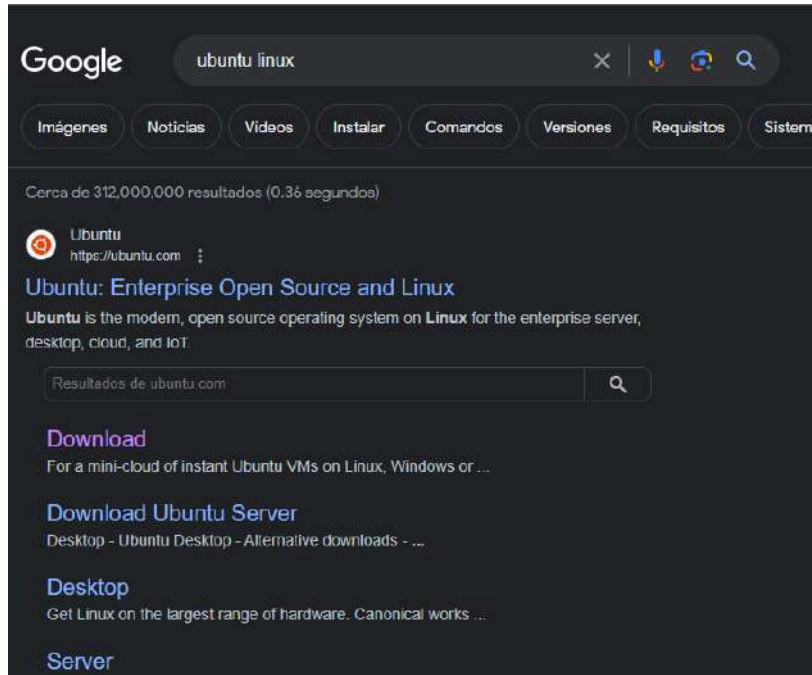 Google
ubuntu linux
Imágenes Noticias Videos Instalar Comandos Versiones Requisitos Sistem
Cerca de 312,000,000 resultados (0.36 segundos)
Ubuntu
https://ubuntu.com
Ubuntu: Enterprise Open Source and Linux
Ubuntu is the modern, open source operating system on Linux for the enterprise server,
desktop, cloud, and IoT.
Resultados de ubuntu.com
Download
For a mini-cloud of instant Ubuntu VMs on Linux, Windows or ...
Download Ubuntu Server
Desktop - Ubuntu Desktop - Alternative downloads - ...
Desktop
Get Linux on the largest range of hardware. Canonical works ...
Server